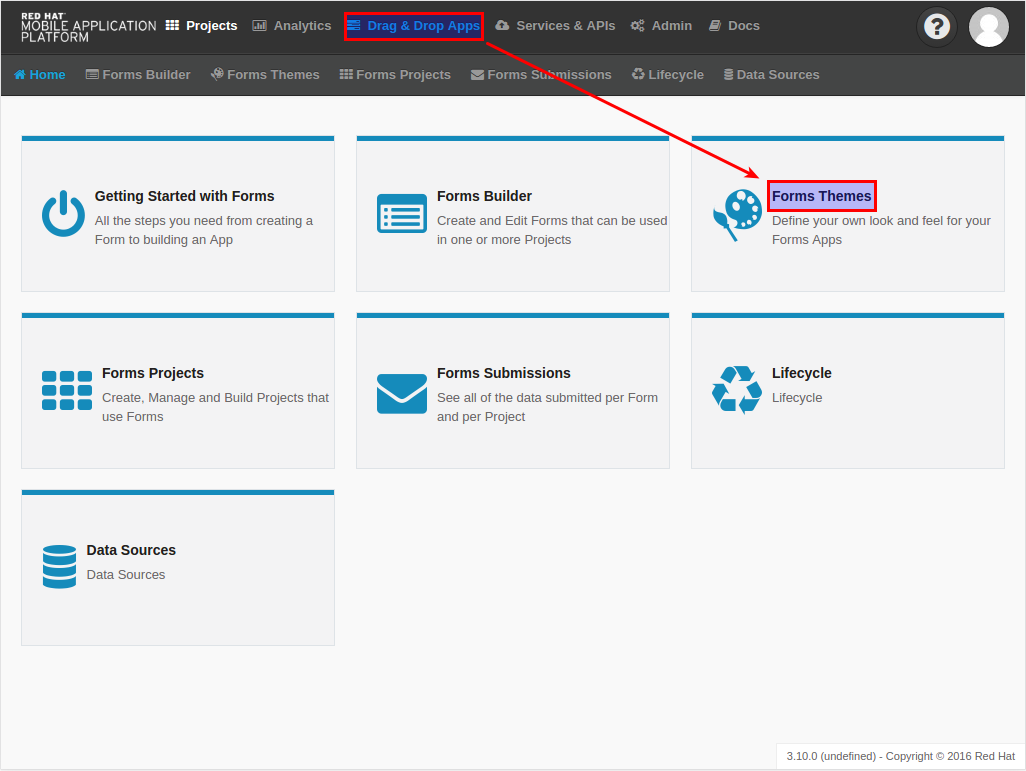 RED HAT
MOBILE APPLICATION
PLATFORM
Projects
Analytics
Drag & Drop Apps
Services & APIs
Admin
Docs
?
Home
Forms Builder
Forms Themes
Forms Projects
Forms Submissions
Lifecycle
Data Sources
Getting Started with Forms
All the steps you need from creating a
Form to building an App
Forms Builder
Create and Edit Forms that can be used
in one or more Projects
Forms Themes
Define your own look and feel for your
Forms Apps
Forms Projects
Create, Manage and Build Projects that
use Forms
Forms Submissions
See all of the data submitted per Form
and per Project
Lifecycle
Lifecycle
Data Sources
Data Sources
3.10.0 (undefined) - Copyright © 2016 Red Hat